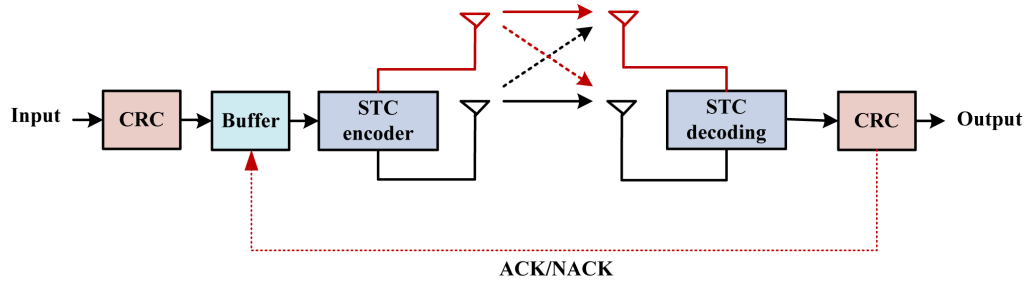 Input
CRC
Buffer
STC
encoder
STC
decoding
CRC
Output
ACK/NACK